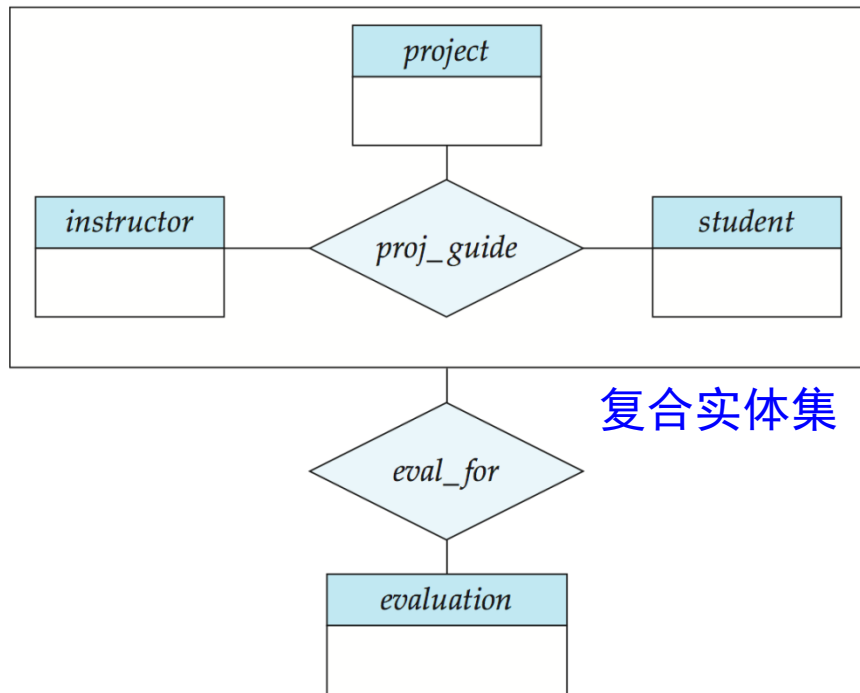 project
instructor
proj_guide
student
复合实体集
eval_for
evaluation